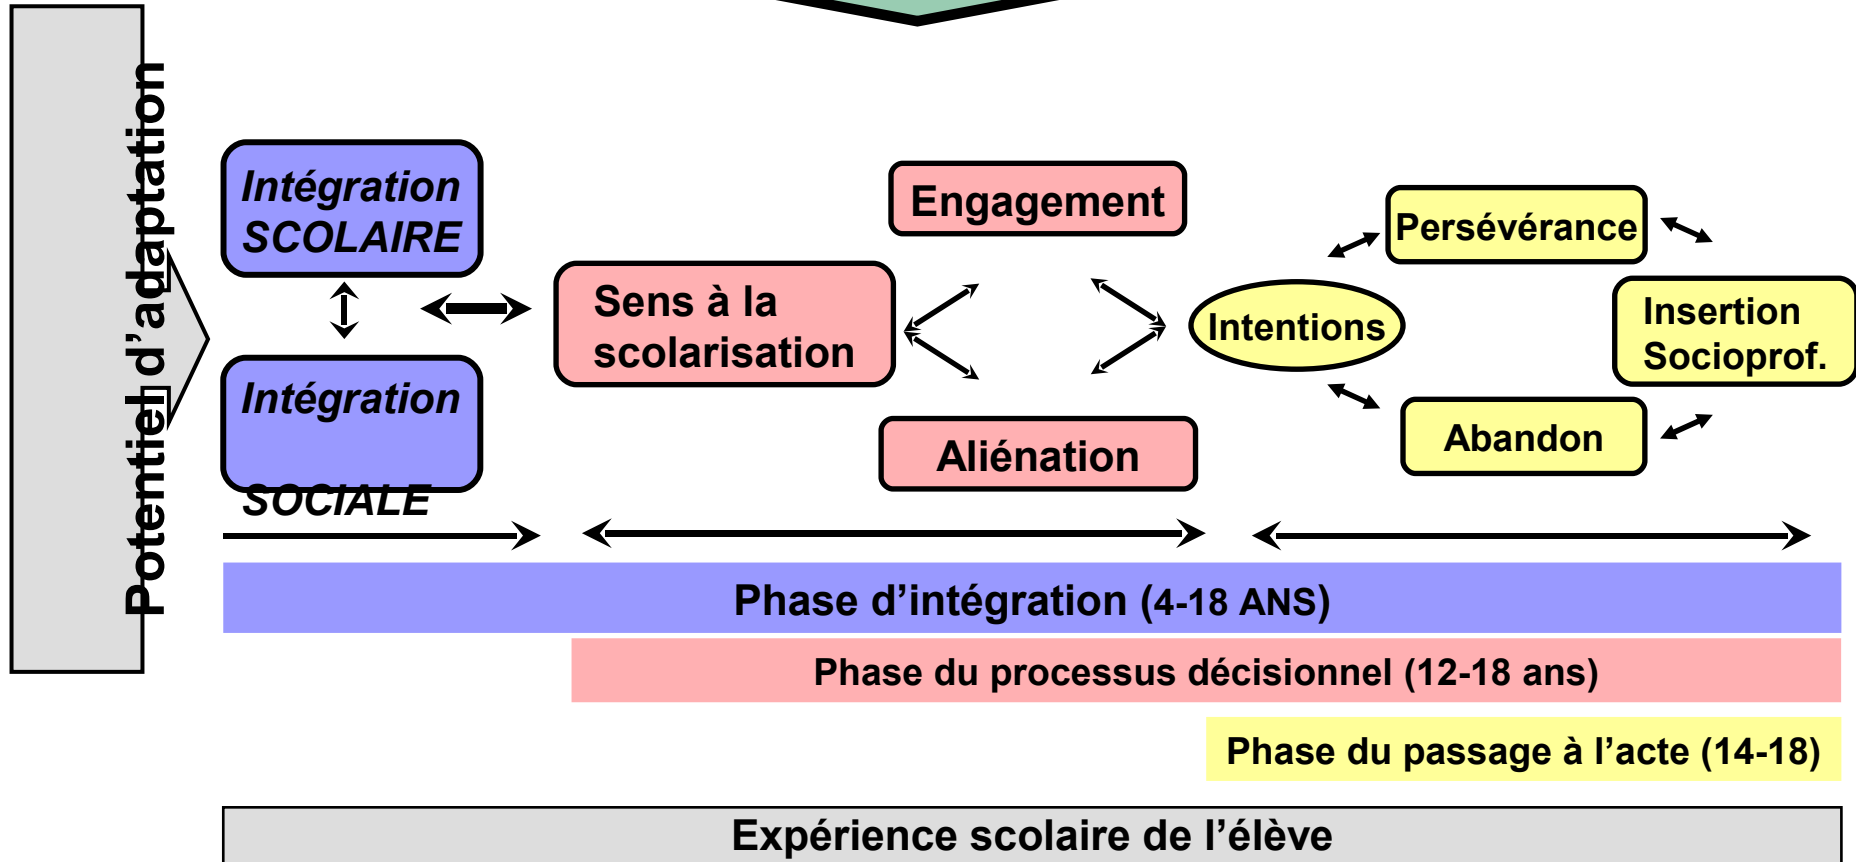 Potentiel d’adaptation
Intégration
SCOLAIRE
Intégration
SOCIALE
Sens à la
scolarisation
Engagement
Aliénation
Intentions
Persévérance
Abandon
Insertion
Socioprof.
Phase d’intégration (4-18 ANS)
Phase du processus décisionnel (12-18 ans)
Phase du passage à l’acte (14-18)
Expérience scolaire de l’élève